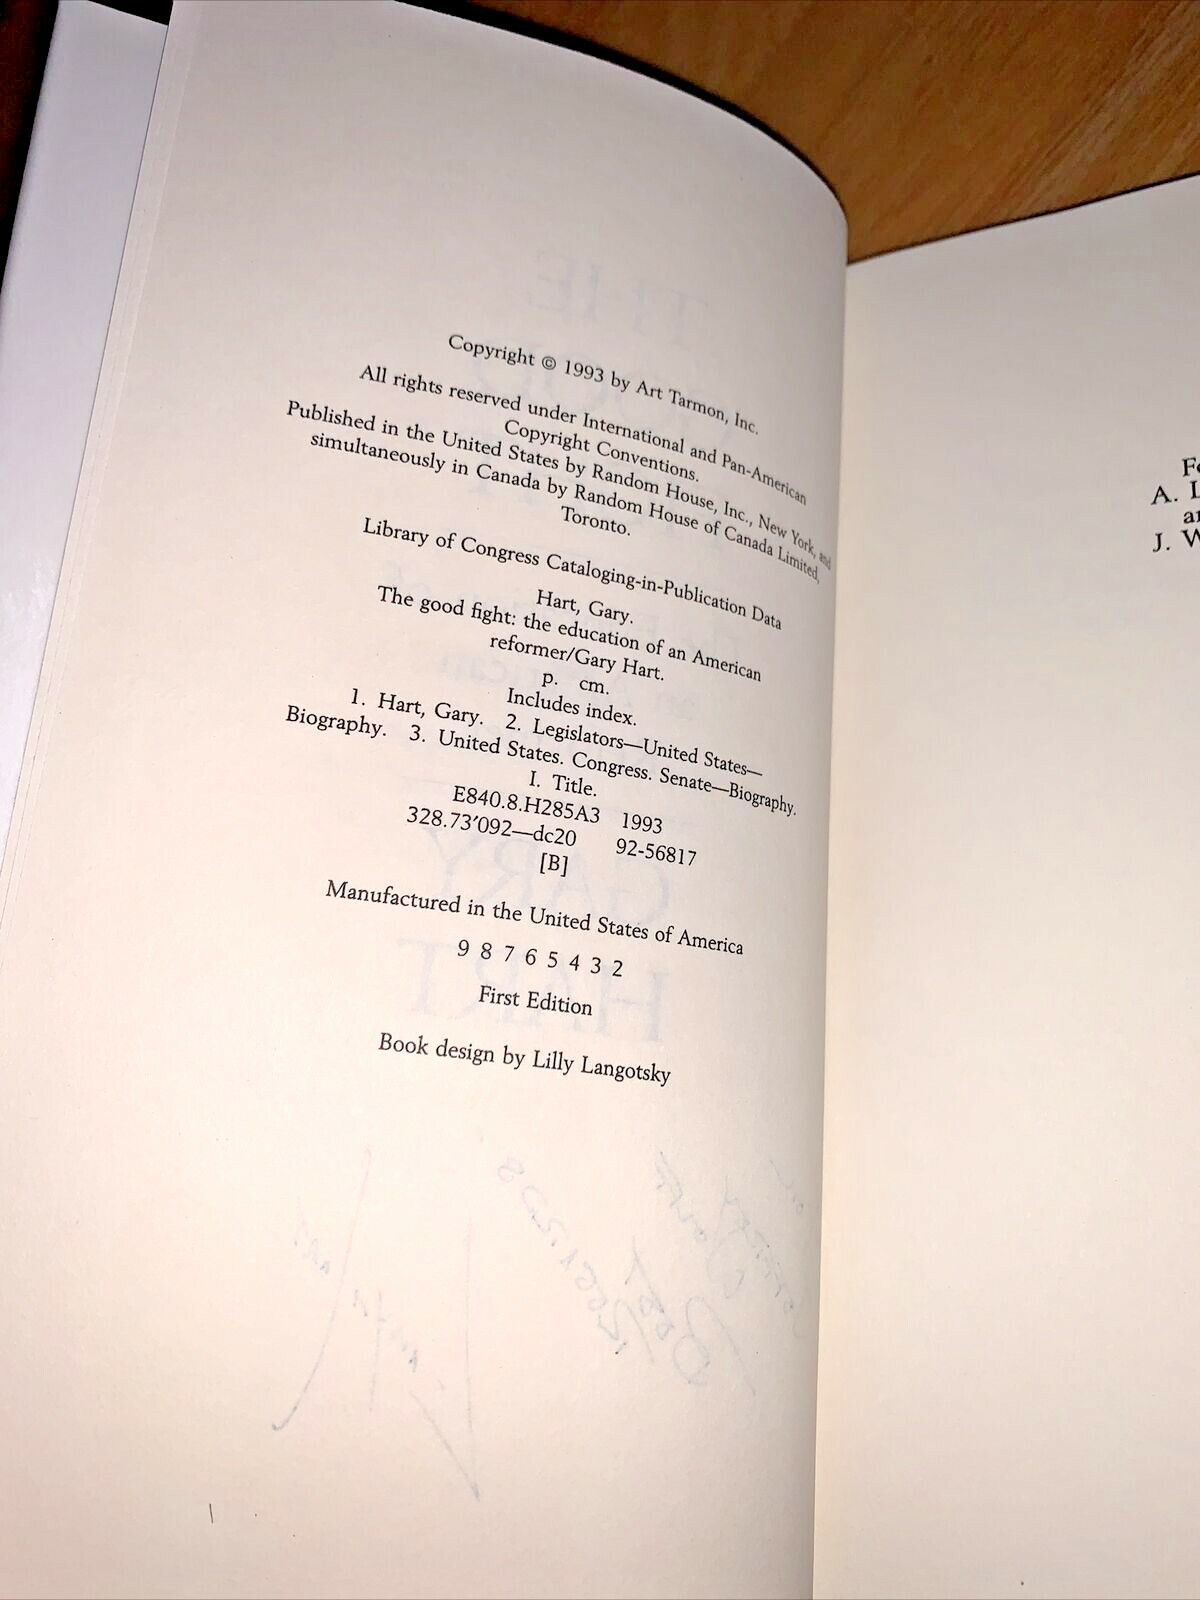 Copyright © 1993 by Art Tarmon, Inc.
All rights reserved under International and Pan-American
Copyright Conventions.
Published in the United States by Random House, Inc., New York, and
simultaneously in Canada by Random House of Canada Limited,
Toronto.
Library of Congress Cataloging-in-Publication Data
Hart, Gary.
The good fight: the education of an American
reformer/Gary Hart.
p. cm.
Includes index.
1. Hart, Gary. 2. Legislators—United States—
Biography. 3. United States. Congress. Senate—Biography.
I. Title.
E840.8.H285A3 1993
328.73′092—dc20 92-56817
[B]
Manufactured in the United States of America
9 8 7 6 5 4 3 2
First Edition
Book design by Lilly Langotsky
A.
J.